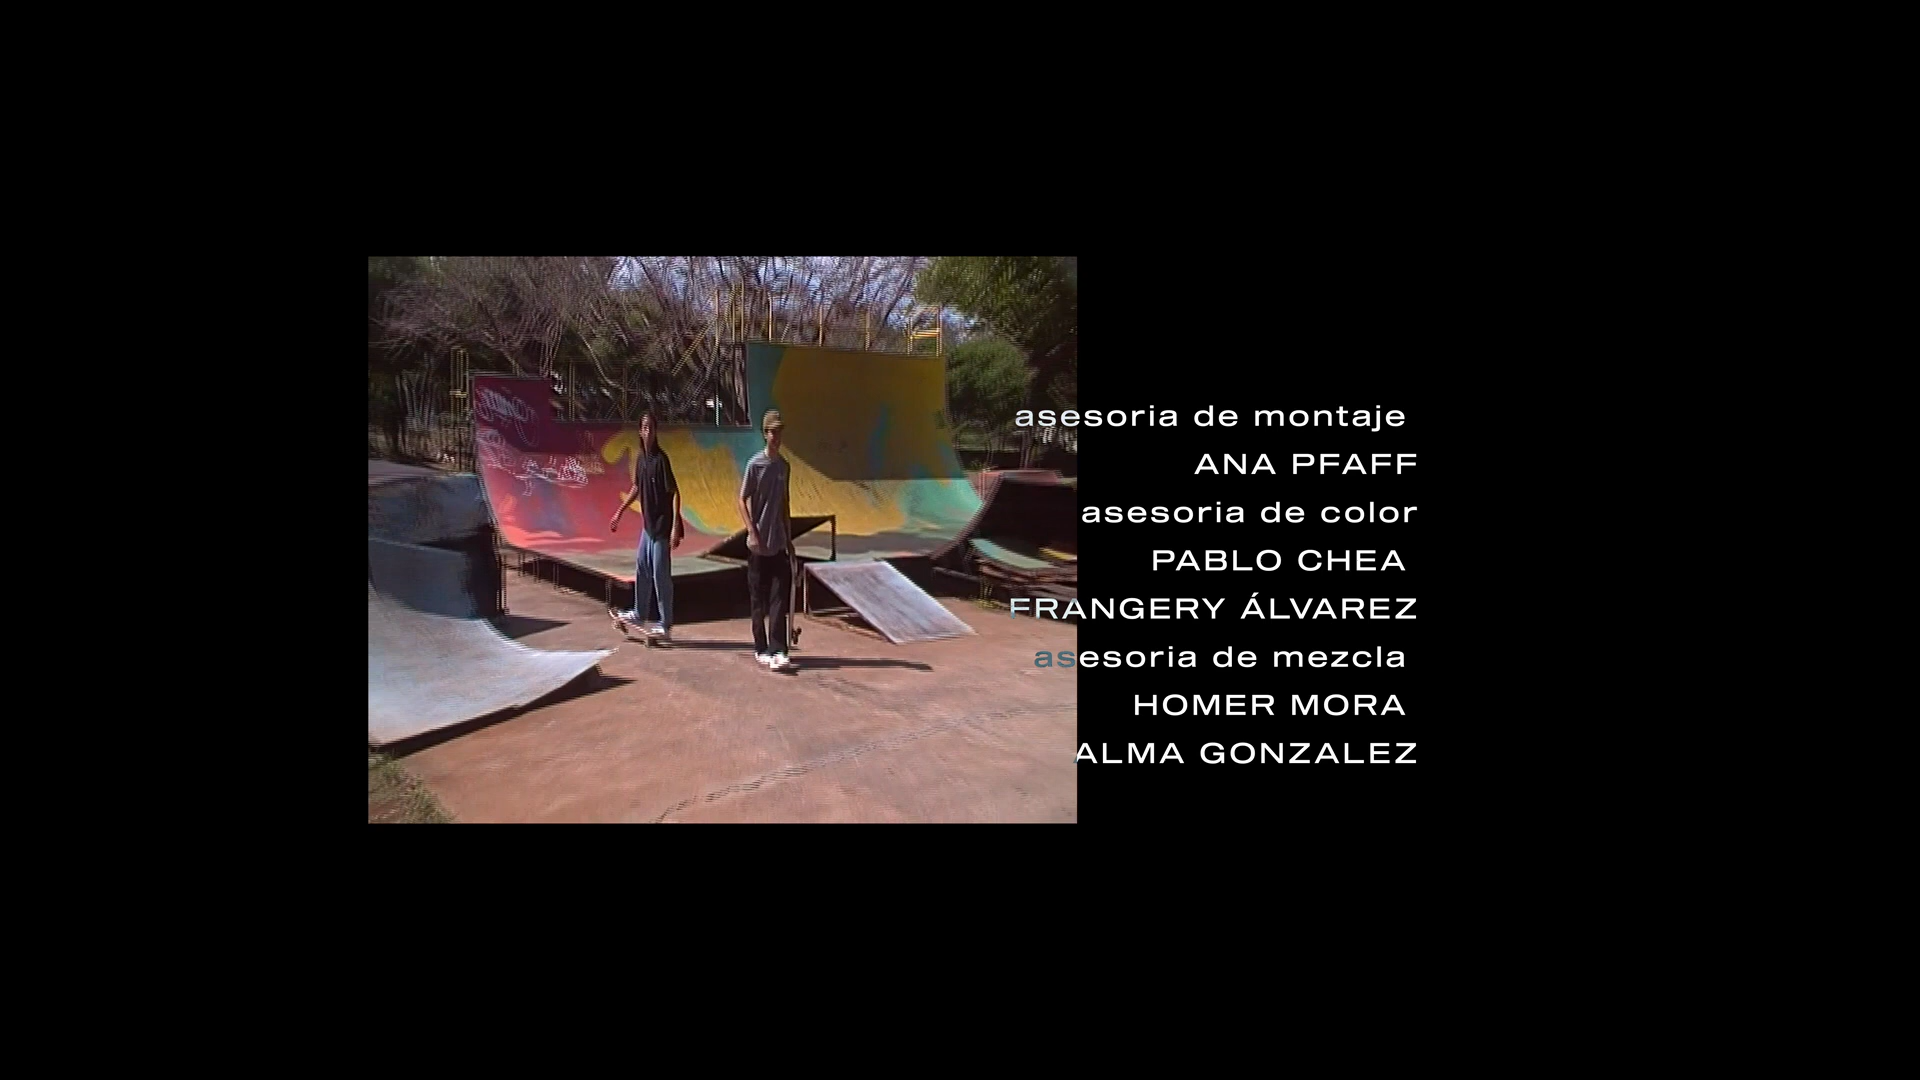 asesoria de montaje
ANA PFAFF
asesoria de color
PABLO CHEA
FRANGERY ÁLVAREZ
asesoria de mezcla
HOMER MORA
ALMA GONZALEZ